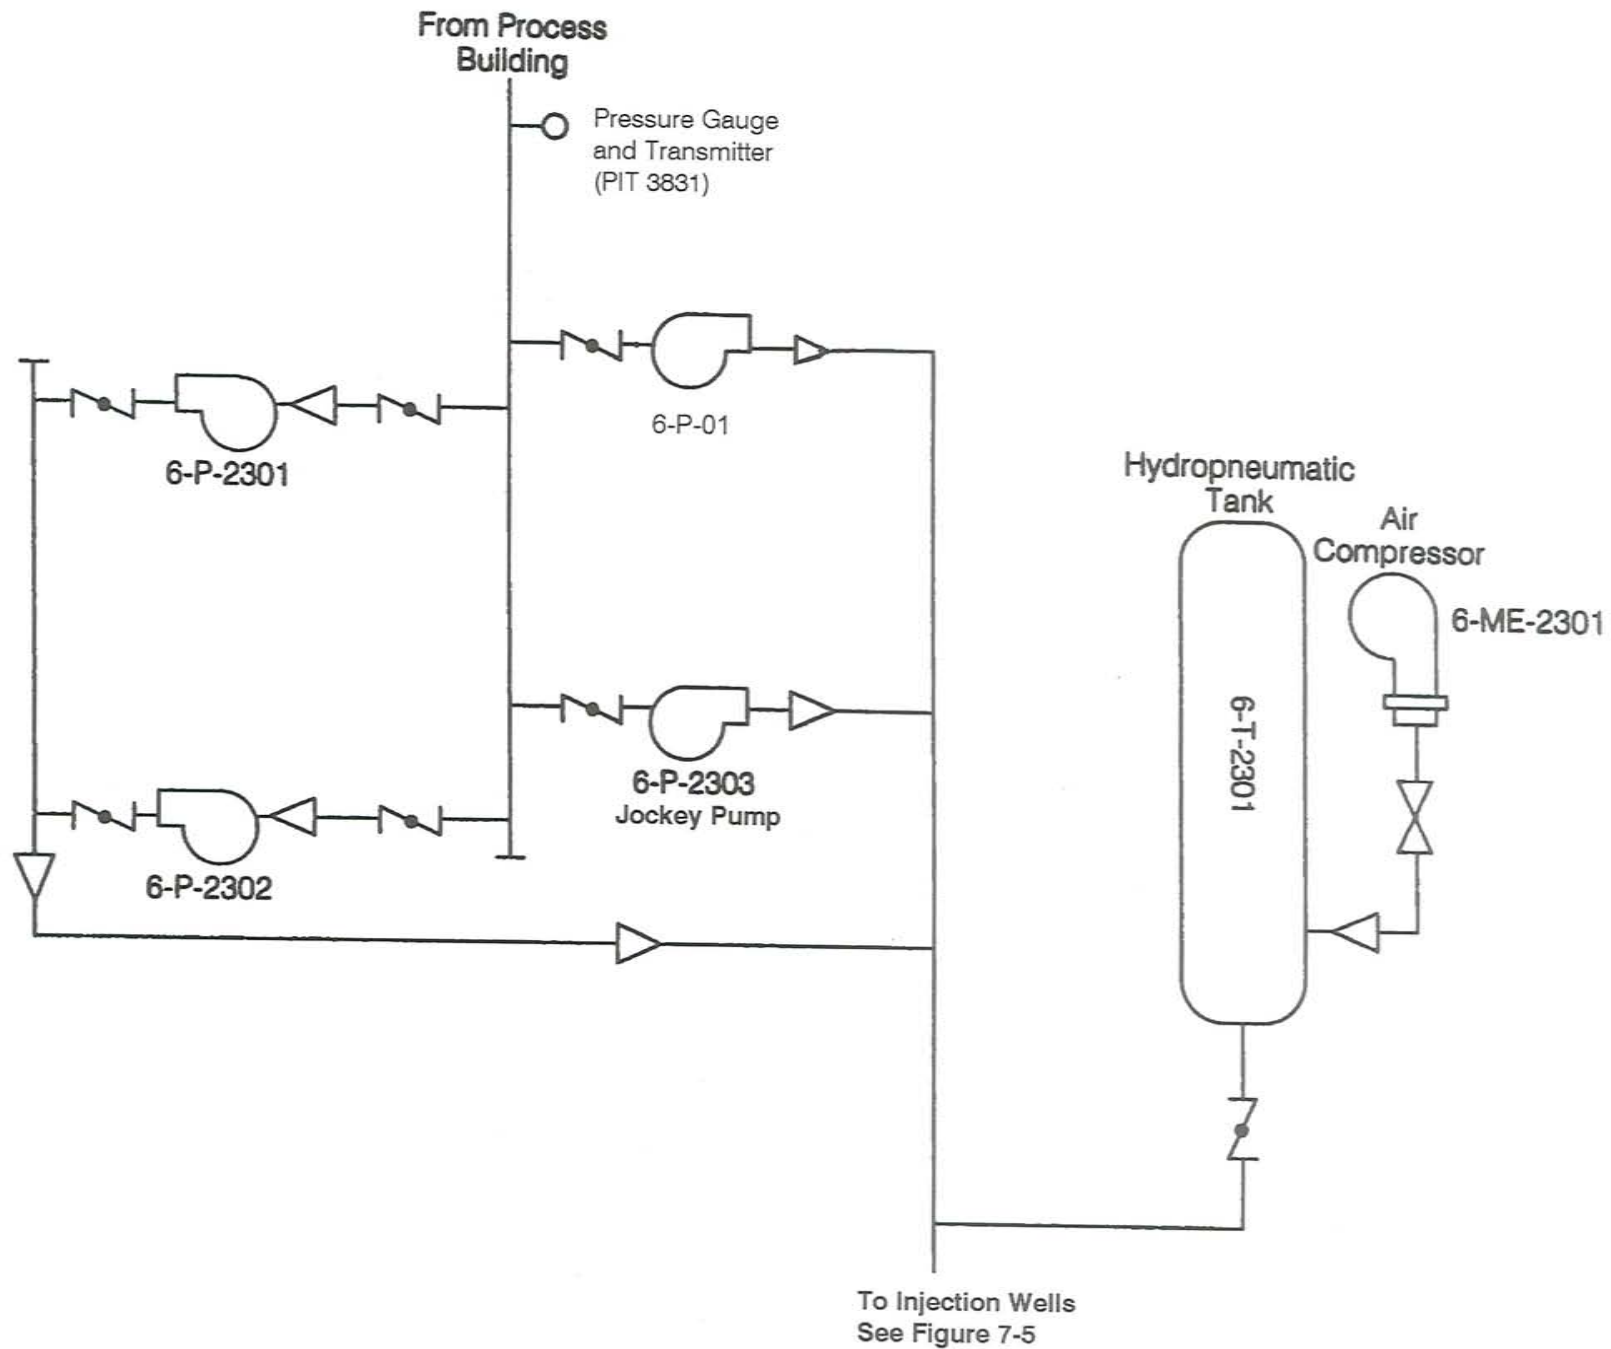 From Process
Building
Pressure Gauge
and Transmitter
(PIT 3831)
6-P-01
6-P-2301
Hydropneumatic
Tank
Air
Compressor
6-ME-2301
6-T-2301
6-P-2303
Jockey Pump
6-P-2302
To Injection Wells
See Figure 7-5